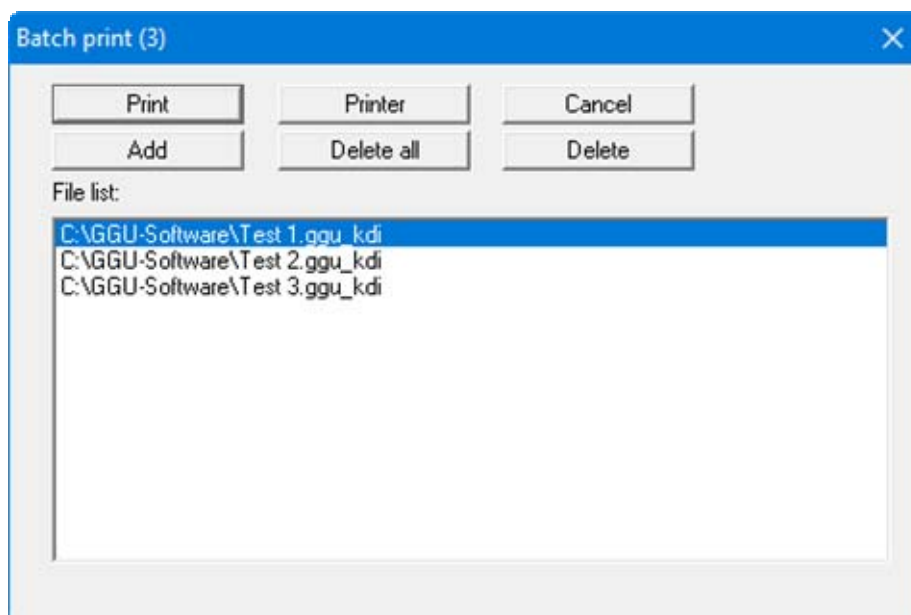 Batch print (3)
Print Printer Cancel
Add Delete all Delete
File list:
C:\GGU-Software\Test 1.ggu_kdi
C:\GGU-Software\Test 2.ggu_kdi
C:\GGU-Software\Test 3.ggu_kdi